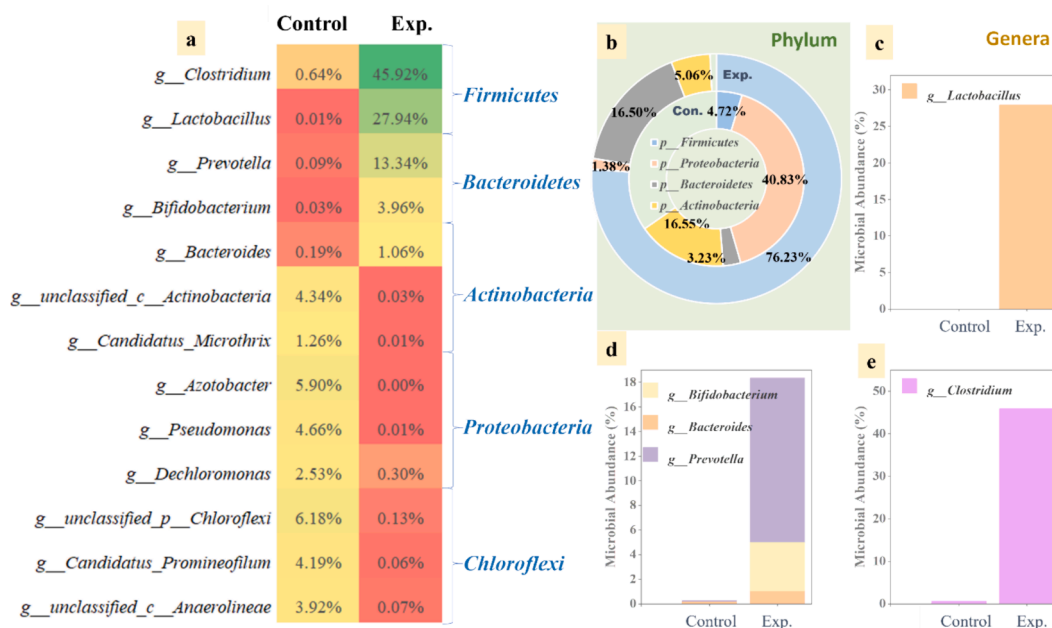 a
Control Exp.
g__Clostridium 0.64% 45.92%
g__Lactobacillus 0.01% 27.94%
Firmicutes
g__Prevotella 0.09% 13.34%
g__Bifidobacterium 0.03% 3.96%
Bacteroidetes
g__Bacteroides 0.19% 1.06%
g__unclassified_c__Actinobacteria 4.34% 0.03%
Actinobacteria
g__Candidatus_Microthrix 1.26% 0.01%
g__Azotobacter 5.90% 0.00%
g__Pseudomonas 4.66% 0.01%
Proteobacteria
g__Dechloromonas 2.53% 0.30%
g__unclassified_p__Chloroflexi 6.18% 0.13%
g__Candidatus_Promineofilum 4.19% 0.06%
Chloroflexi
g__unclassified_c__Anaerolineae 3.92% 0.07%
b
Phylum
5.06%
Exp.
16.50%
Con. 4.72%
p__Firmicutes
1.38%
p__Proteobacteria
40.83%
p__Bacteroidetes
p__Actinobacteria
16.55%
3.23%
76.23%
c
Genera
g__Lactobacillus
Microbial Abundance (%)
30
25
20
15
10
5
0
Control Exp.
d
g__Bifidobacterium
g__Bacteroides
g__Prevotella
Microbial Abundance (%)
18
16
14
12
10
8
6
4
2
0
Control Exp.
e
g__Clostridium
Microbial Abundance (%)
50
40
30
20
10
0
Control Exp.